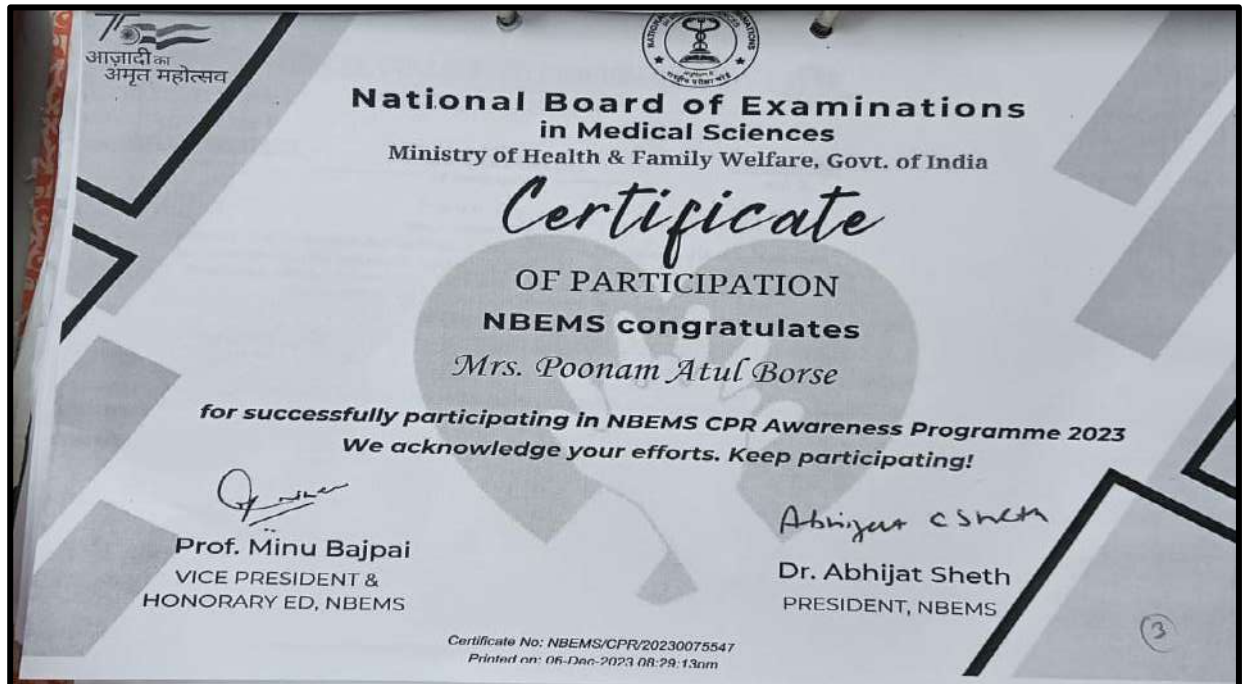 आज़ादी का
अमृत महोत्सव
National Board of Examinations
in Medical Sciences
Ministry of Health & Family Welfare, Govt. of India
Certificate
OF PARTICIPATION
NBEMS congratulates
Mrs. Poonam Atul Borse
for successfully participating in NBEMS CPR Awareness Programme 2023
We acknowledge your efforts. Keep participating!
Abhijat C Sheth
Prof. Minu Bajpai
VICE PRESIDENT &
HONORARY ED, NBEMS
Dr. Abhijat Sheth
PRESIDENT, NBEMS
3
Certificate No: NBEMS/CPR/20230075547
Printed on: 06-Dec-2023 08:29:13pm